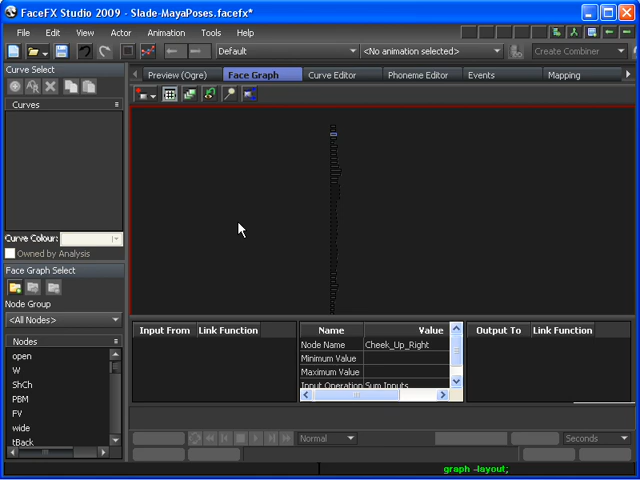 FaceFX Studio 2009 - Slade-MayaPoses.facefx*
File Edit View Actor Animation Tools Help
Default <No animation selected> Create Combiner
Curve Select
Preview (Ogre) Face Graph Curve Editor Phoneme Editor Events Mapping
Curves
Curve Colour:
Owned by Analysis
Face Graph Select
Node Group
<All Nodes>
Nodes
open
W
ShCh
PBM
FV
wide
tBack
Input From Link Function
Name Value
Node Name Cheek_Up_Right
Minimum Value
Maximum Value
Input Operation Sum Inputs
Output To Link Function
Normal Seconds
graph -layout;